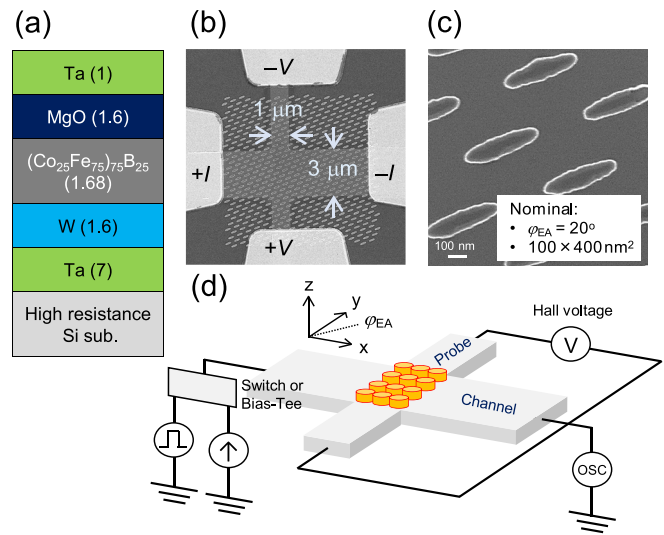 (a)
Ta (1)
MgO (1.6)
(Co25Fe75)75B25
(1.68)
W (1.6)
Ta (7)
High resistance
Si sub.
(b)
–V
1 μm
+I
3 μm
–I
+V
(c)
Nominal:
• φEA = 20°
• 100 × 400 nm²
100 nm
(d)
z
y
φEA
x
Switch or
Bias-Tee
Probe
Channel
Hall voltage
V
OSC